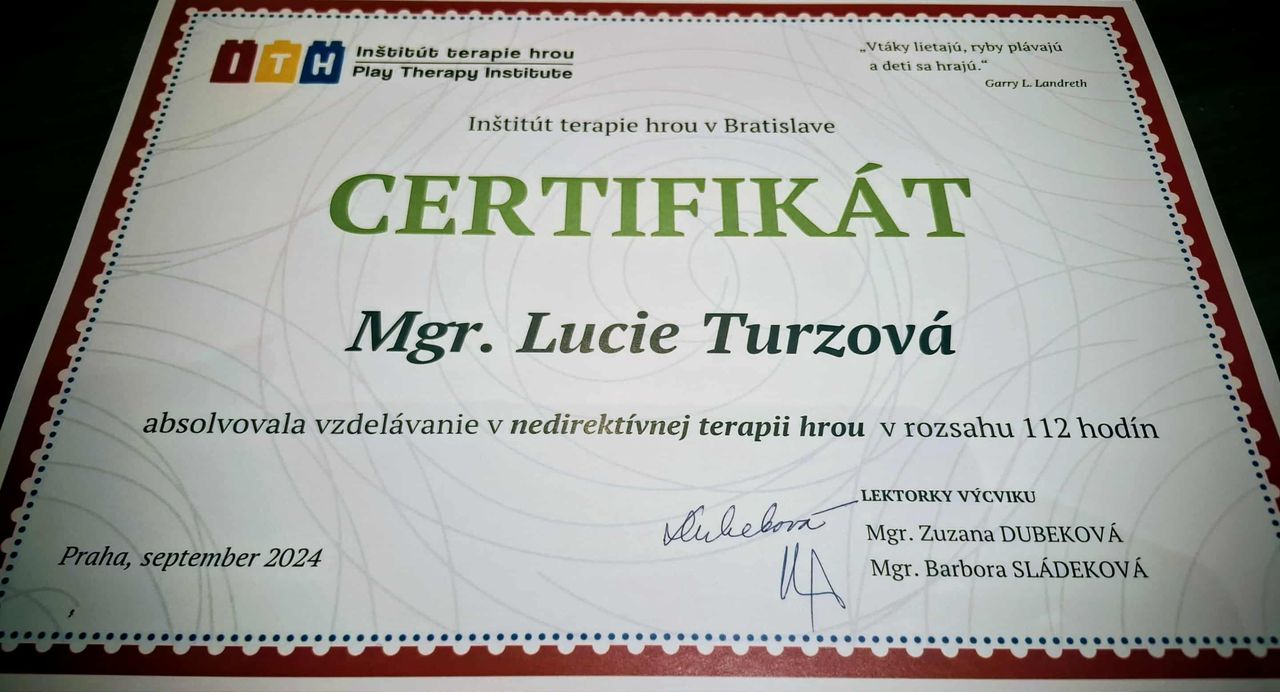 ITH
Inštitút terapie hrou
Play Therapy Institute
„Vtáky lietajú, ryby plávajú
a deti sa hrajú.“
Garry L. Landreth
Inštitút terapie hrou v Bratislave
CERTIFIKÁT
Mgr. Lucie Turzová
absolvovala vzdelávanie v nedirektívnej terapii hrou v rozsahu 112 hodín
LEKTORKY VÝCVIKU
Dubeková
Mgr. Zuzana DUBEKOVÁ
Mgr. Barbora SLÁDEKOVÁ
Praha, september 2024